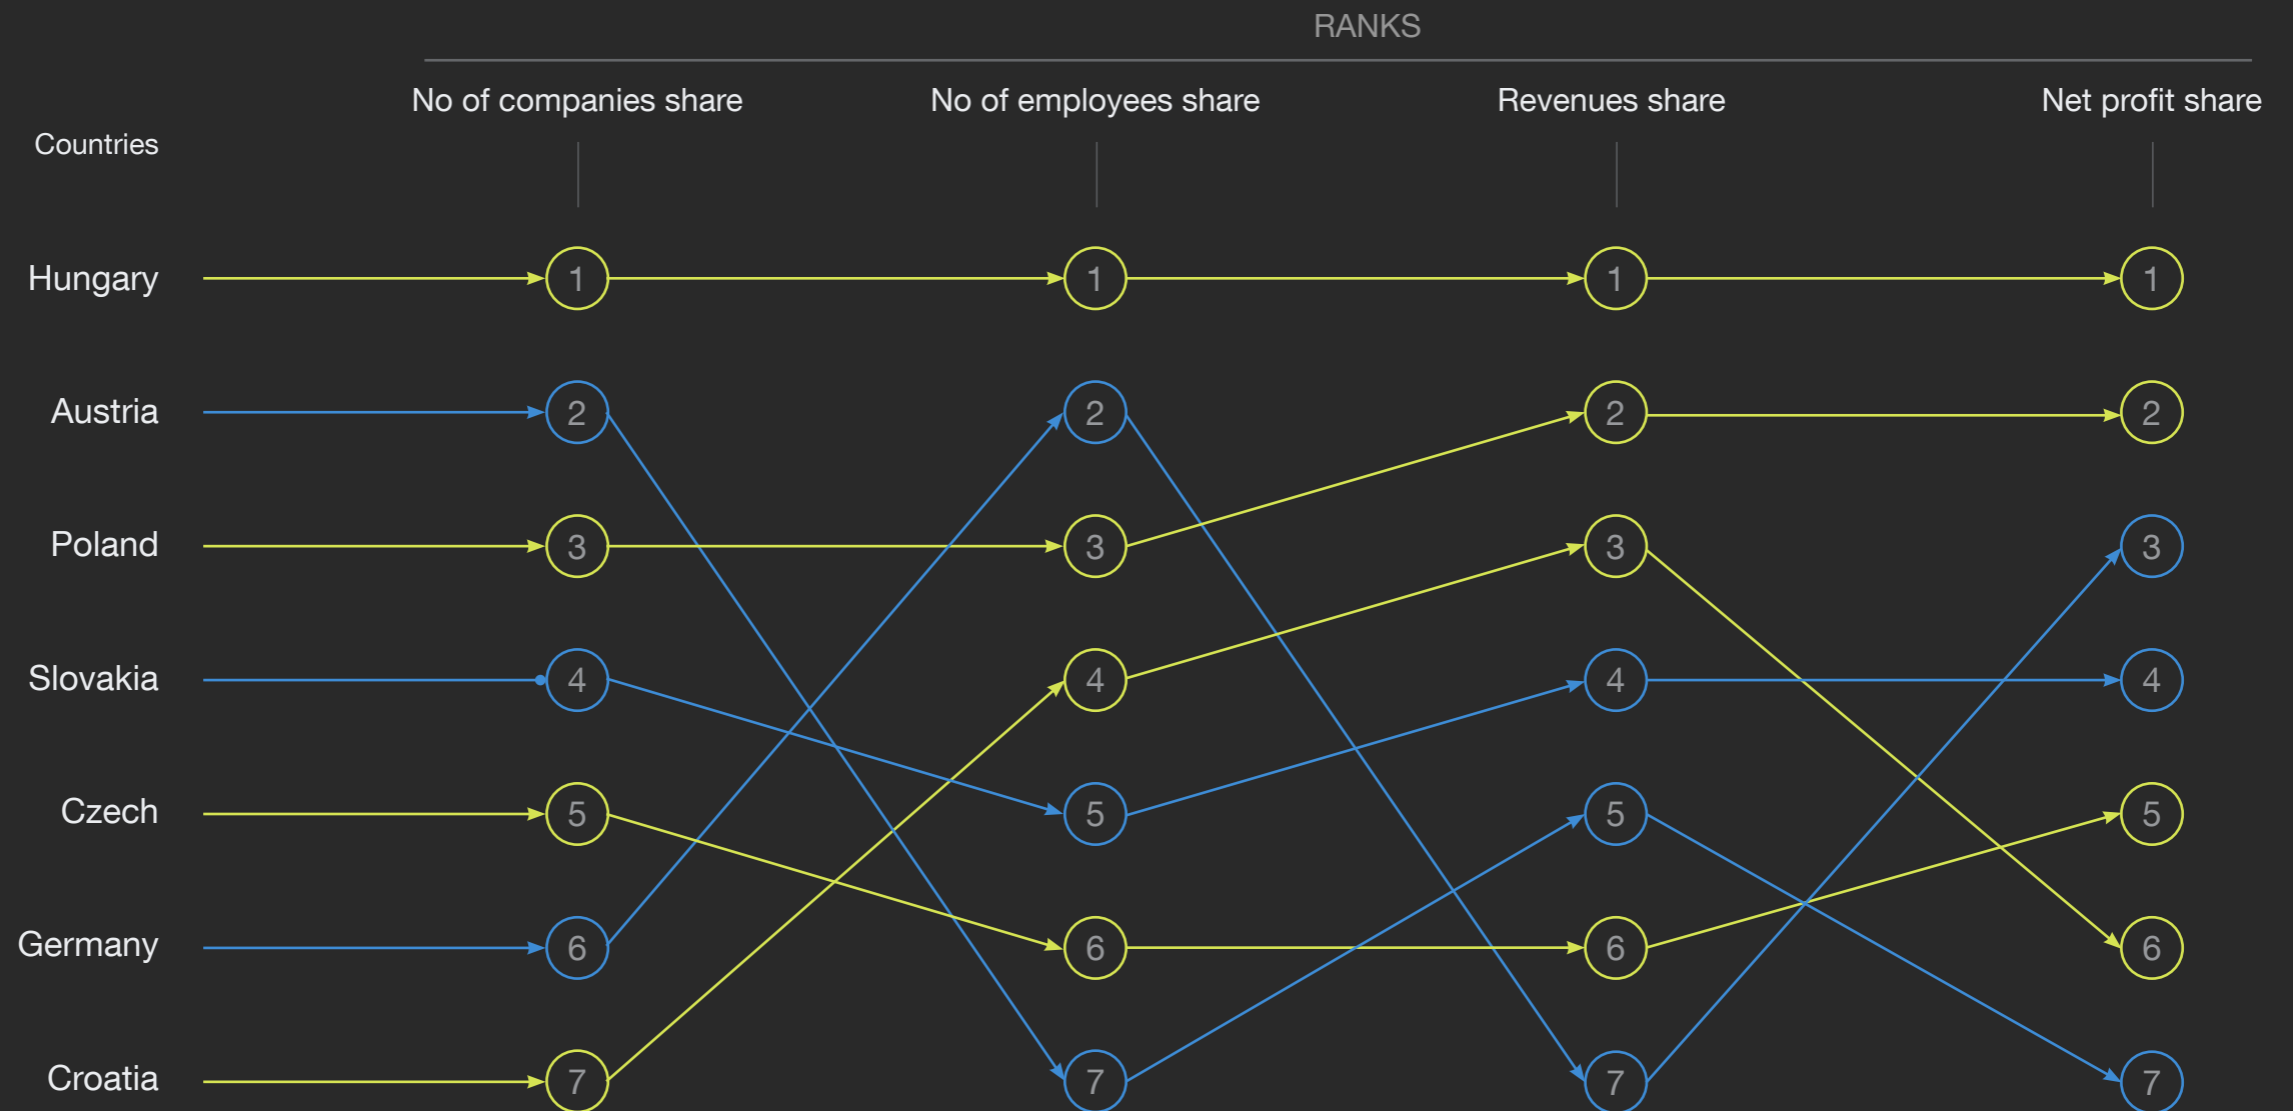 RANKS
No of companies share No of employees share Revenues share Net profit share
Countries
Hungary 1 1 1 1
Austria 2 2 2 2
Poland 3 3 3 3
Slovakia 4 4 4 4
Czech 5 5 5 5
Germany 6 6 6 6
Croatia 7 7 7 7